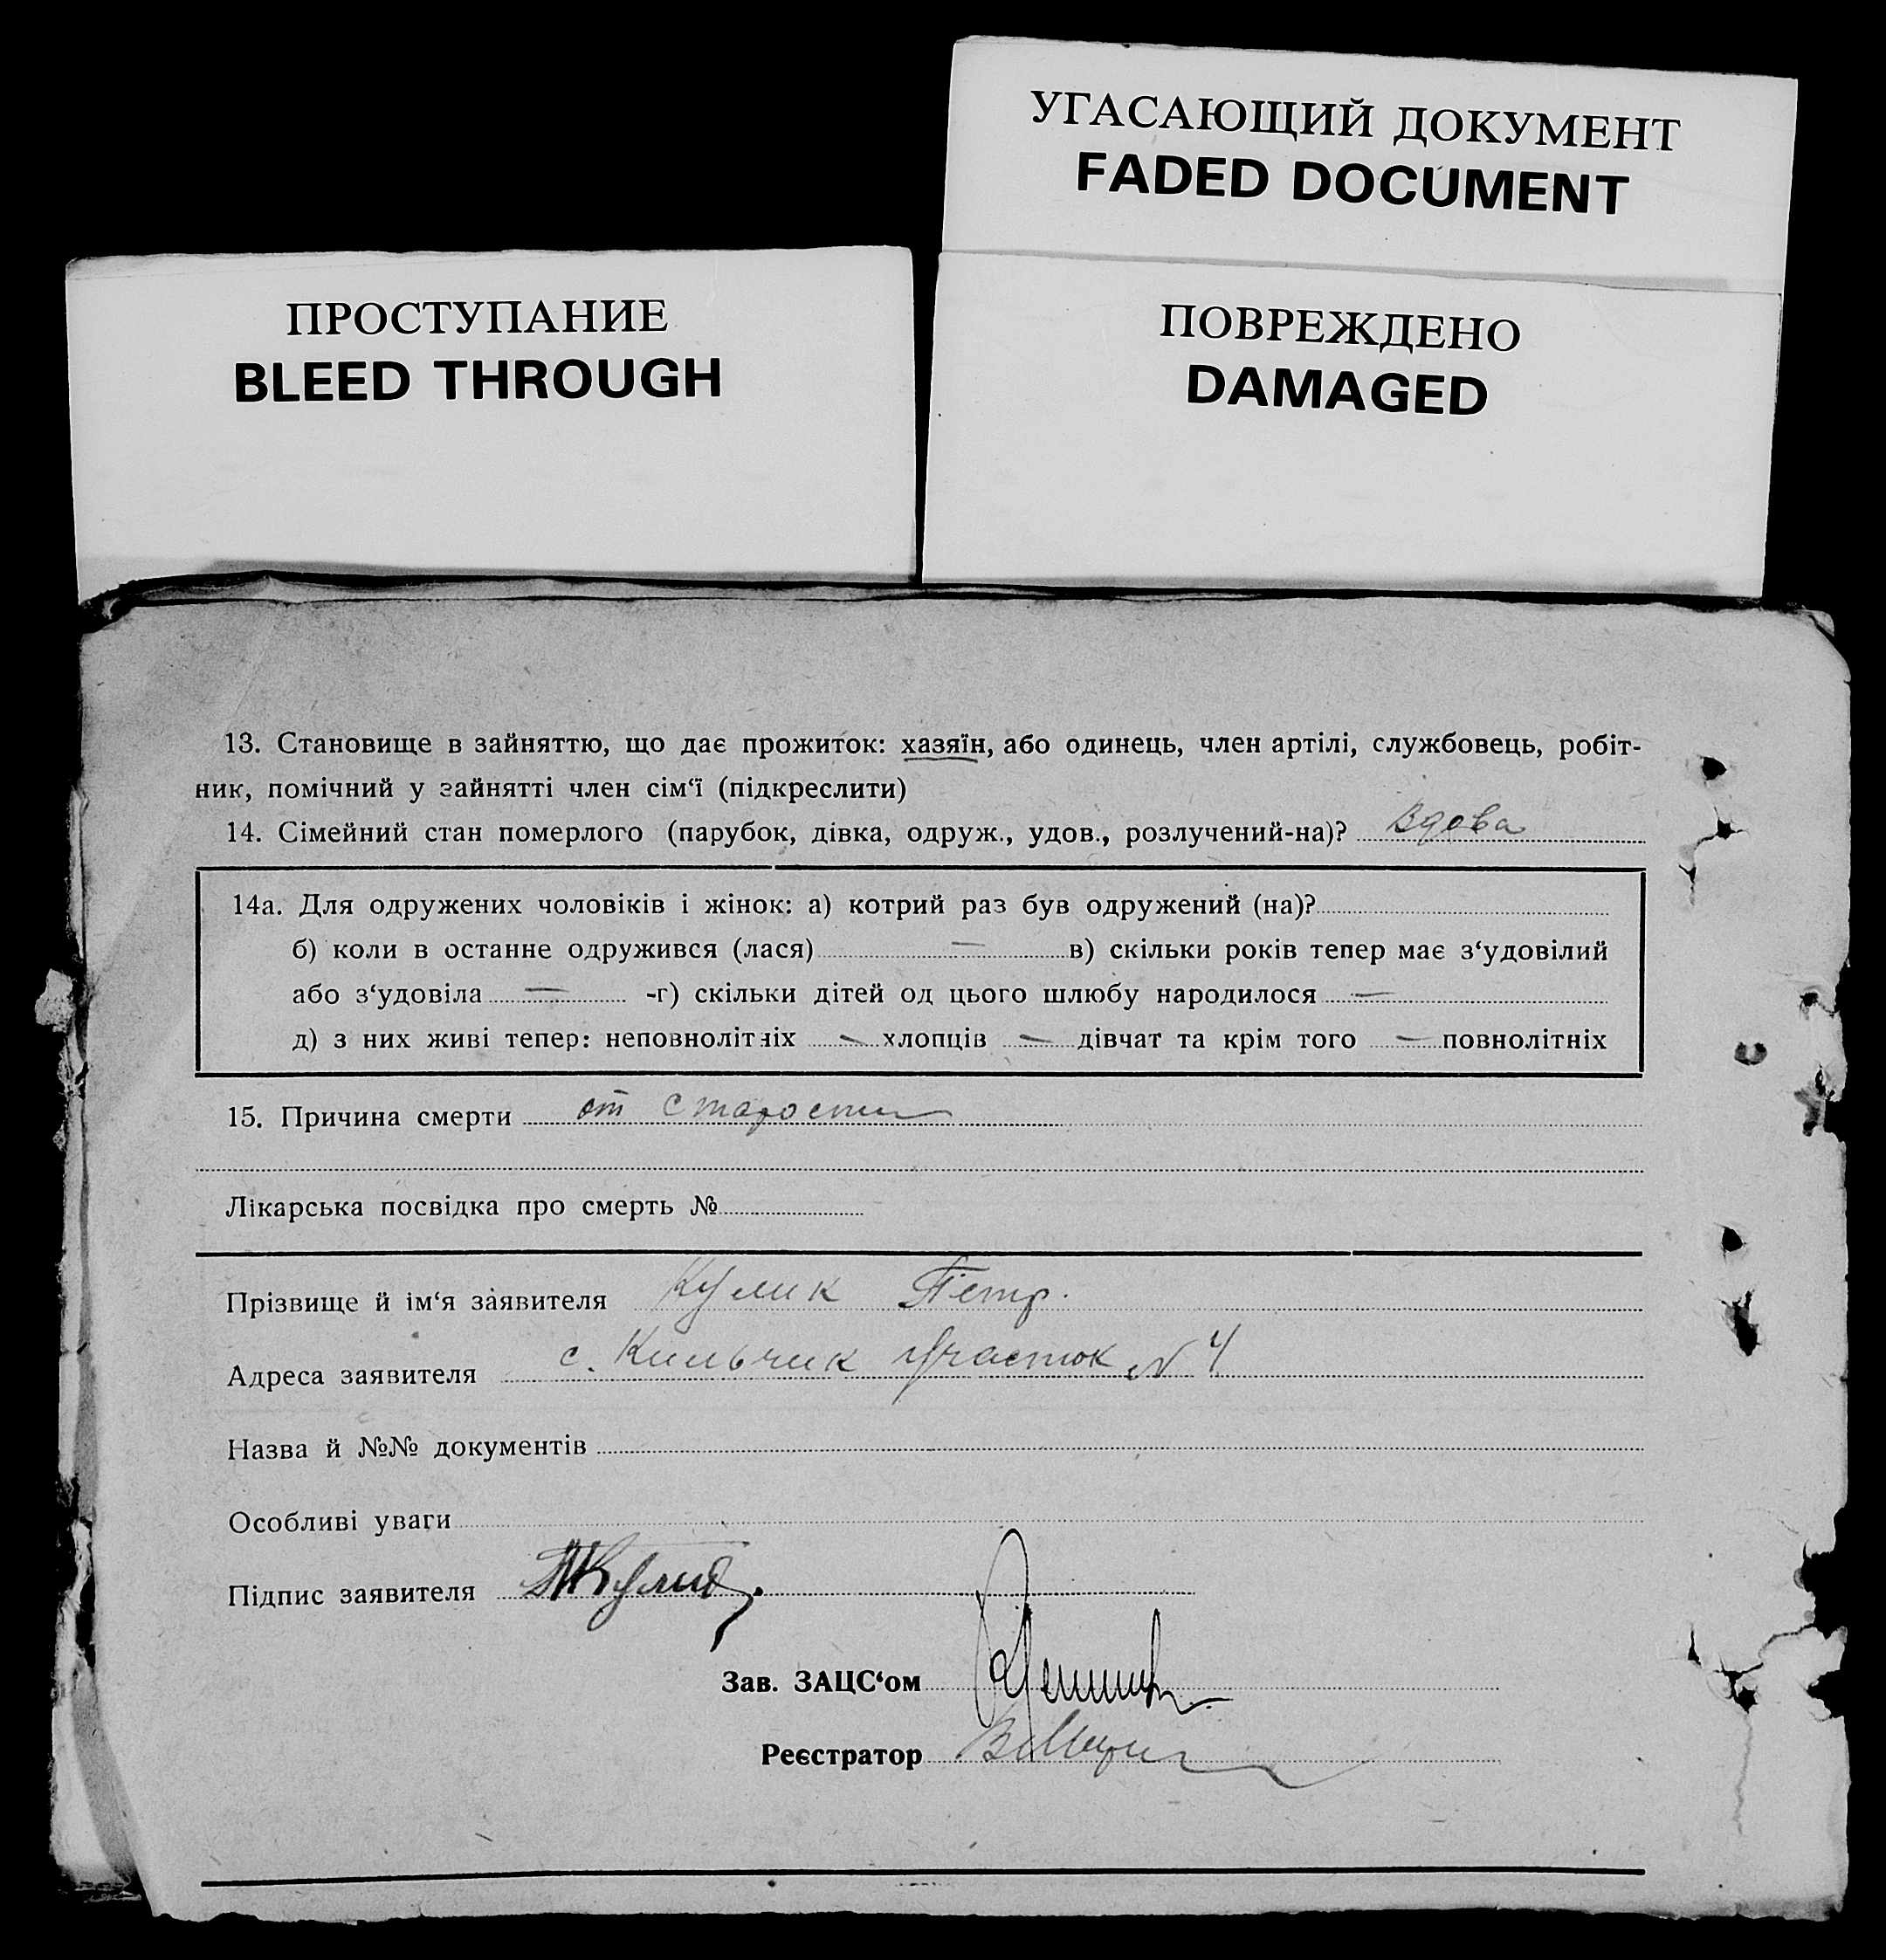 УГАСАЮЩИЙ ДОКУМЕНТ
FADED DOCUMENT
ПРОСТУПАНИЕ
BLEED THROUGH
ПОВРЕЖДЕНО
DAMAGED
13. Становище в зайняттю, що дає прожиток: хазяїн, або одинець, член артілі, службовець, робіт-
ник, помічний у зайнятті член сім‘ї (підкреслити)
14. Сімейний стан померлого (парубок, дівка, одруж., удов., розлучений-на)? Вдова
14а. Для одружених чоловіків і жінок: а) котрий раз був одружений (на)?
б) коли в останне одружився (лася) — в) скільки років тепер має з‘удовілий
або з‘удовіла — -г) скільки дітей од цього шлюбу народилося —
д) з них живі тепер: неповнолітніх — хлопців — дівчат та крім того — повнолітніх
15. Причина смерти от старости
Лікарська посвідка про смерть №
Прізвище й ім‘я заявителя Кулик Петр.
Адреса заявителя с. Кильчик участок N 4
Назва й №№ документів
Особливі уваги
Підпис заявителя
Зав. ЗАЦС‘ом
Реєстратор